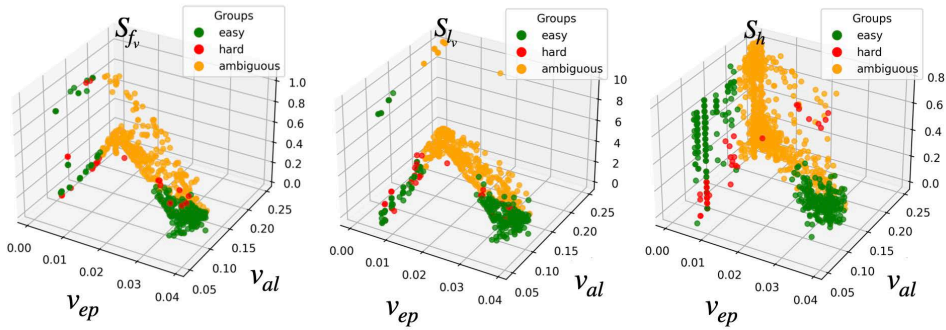 S_{f_v}
Groups
easy
hard
ambiguous
1.0
0.8
0.6
0.4
0.2
0.0
0.25
0.20
0.15
0.10
0.05
0.00
0.01
0.02
0.03
0.04
v_{ep}
v_{al}
S_{l_v}
Groups
easy
hard
ambiguous
10
8
6
4
2
0
0.25
0.20
0.15
0.10
0.05
0.00
0.01
0.02
0.03
0.04
v_{ep}
v_{al}
S_h
Groups
easy
hard
ambiguous
0.8
0.6
0.4
0.2
0.0
0.25
0.20
0.15
0.10
0.05
0.00
0.01
0.02
0.03
0.04
v_{ep}
v_{al}